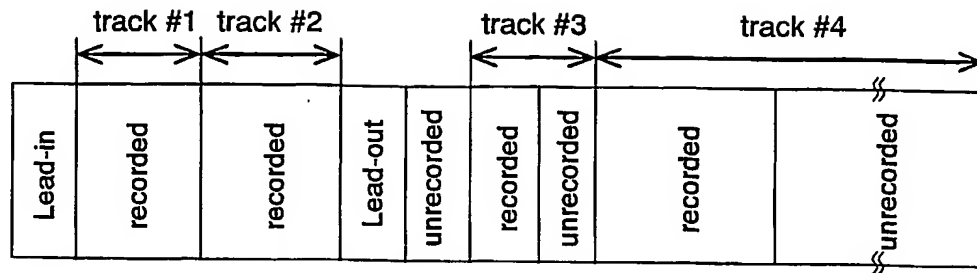 track #1
track #2
track #3
track #4
Lead-in
recorded
recorded
Lead-out
unrecorded
recorded
unrecorded
recorded
unrecorded